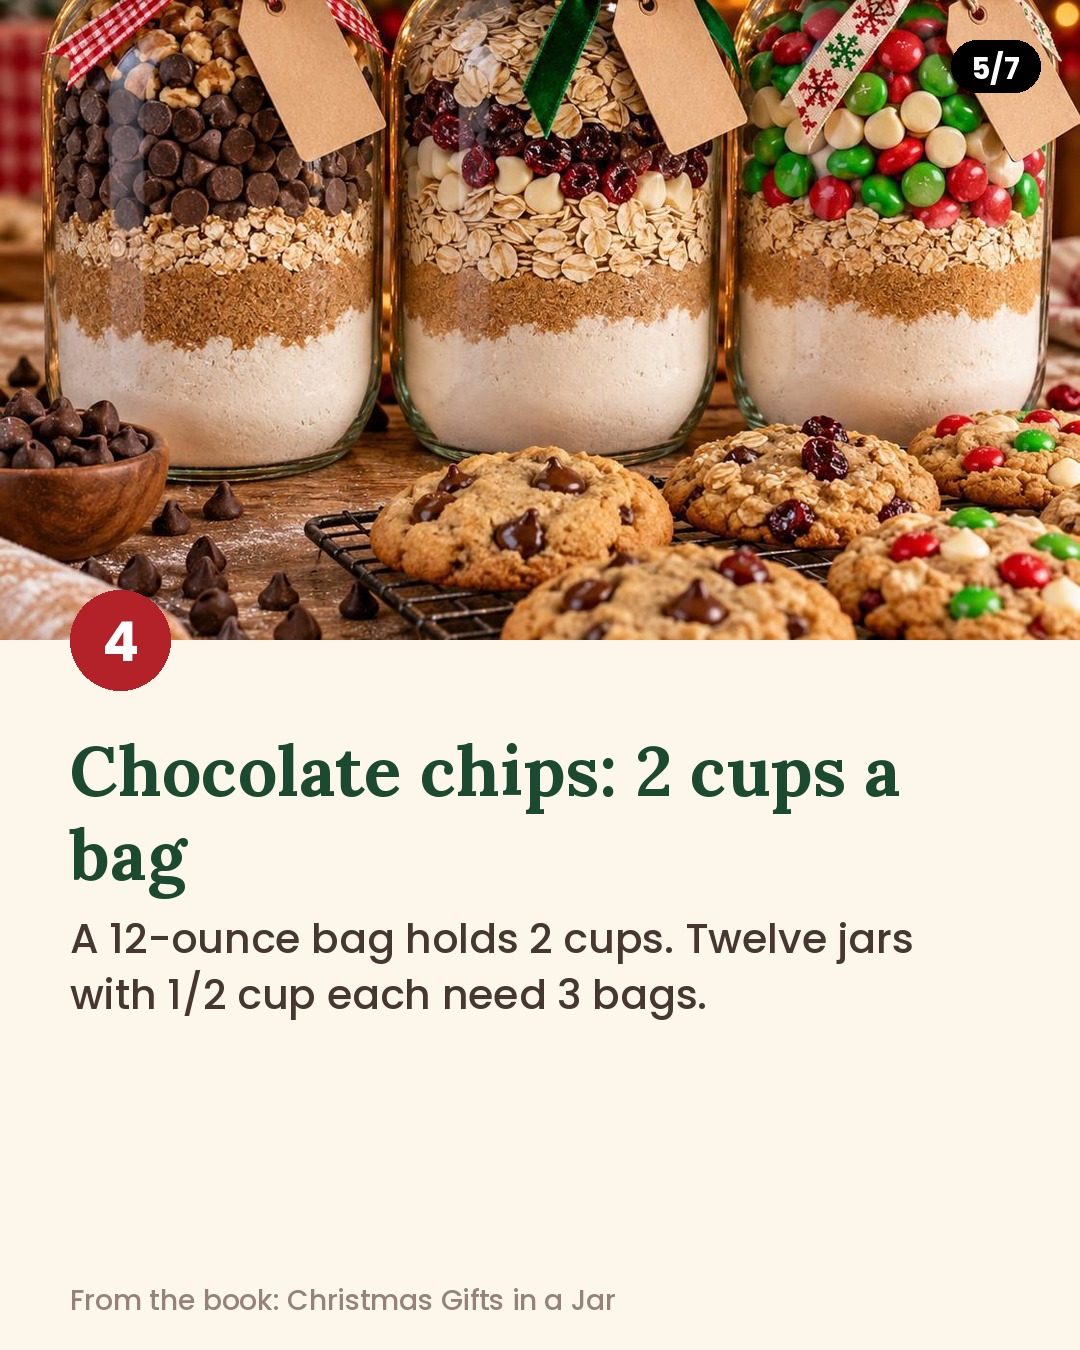 5/7
4
Chocolate chips: 2 cups a
bag
A 12-ounce bag holds 2 cups. Twelve jars
with 1/2 cup each need 3 bags.
From the book: Christmas Gifts in a Jar